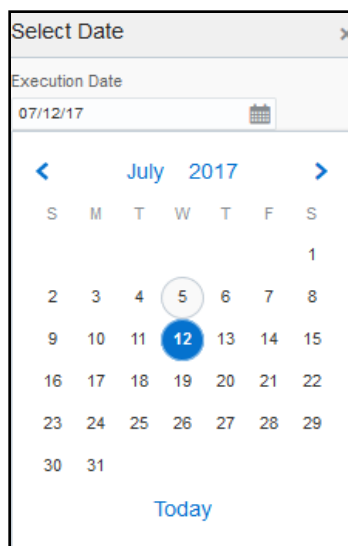 Select Date ×
Execution Date
07/12/17
July 2017
S M T W T F S
1
2 3 4 5 6 7 8
9 10 11 12 13 14 15
16 17 18 19 20 21 22
23 24 25 26 27 28 29
30 31
Today